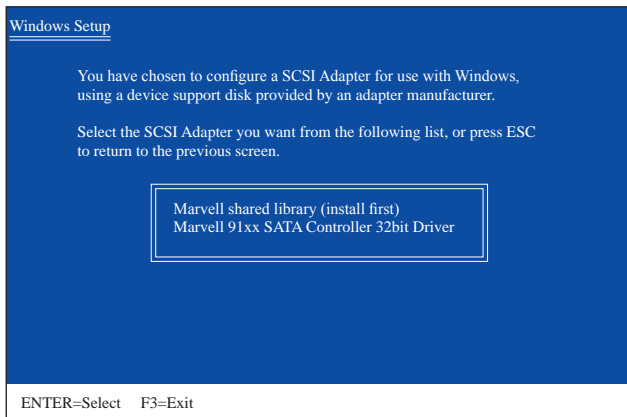 Windows Setup
You have chosen to configure a SCSI Adapter for use with Windows,
using a device support disk provided by an adapter manufacturer.
Select the SCSI Adapter you want from the following list, or press ESC
to return to the previous screen.
Marvell shared library (install first)
Marvell 91xx SATA Controller 32bit Driver
ENTER=Select F3=Exit